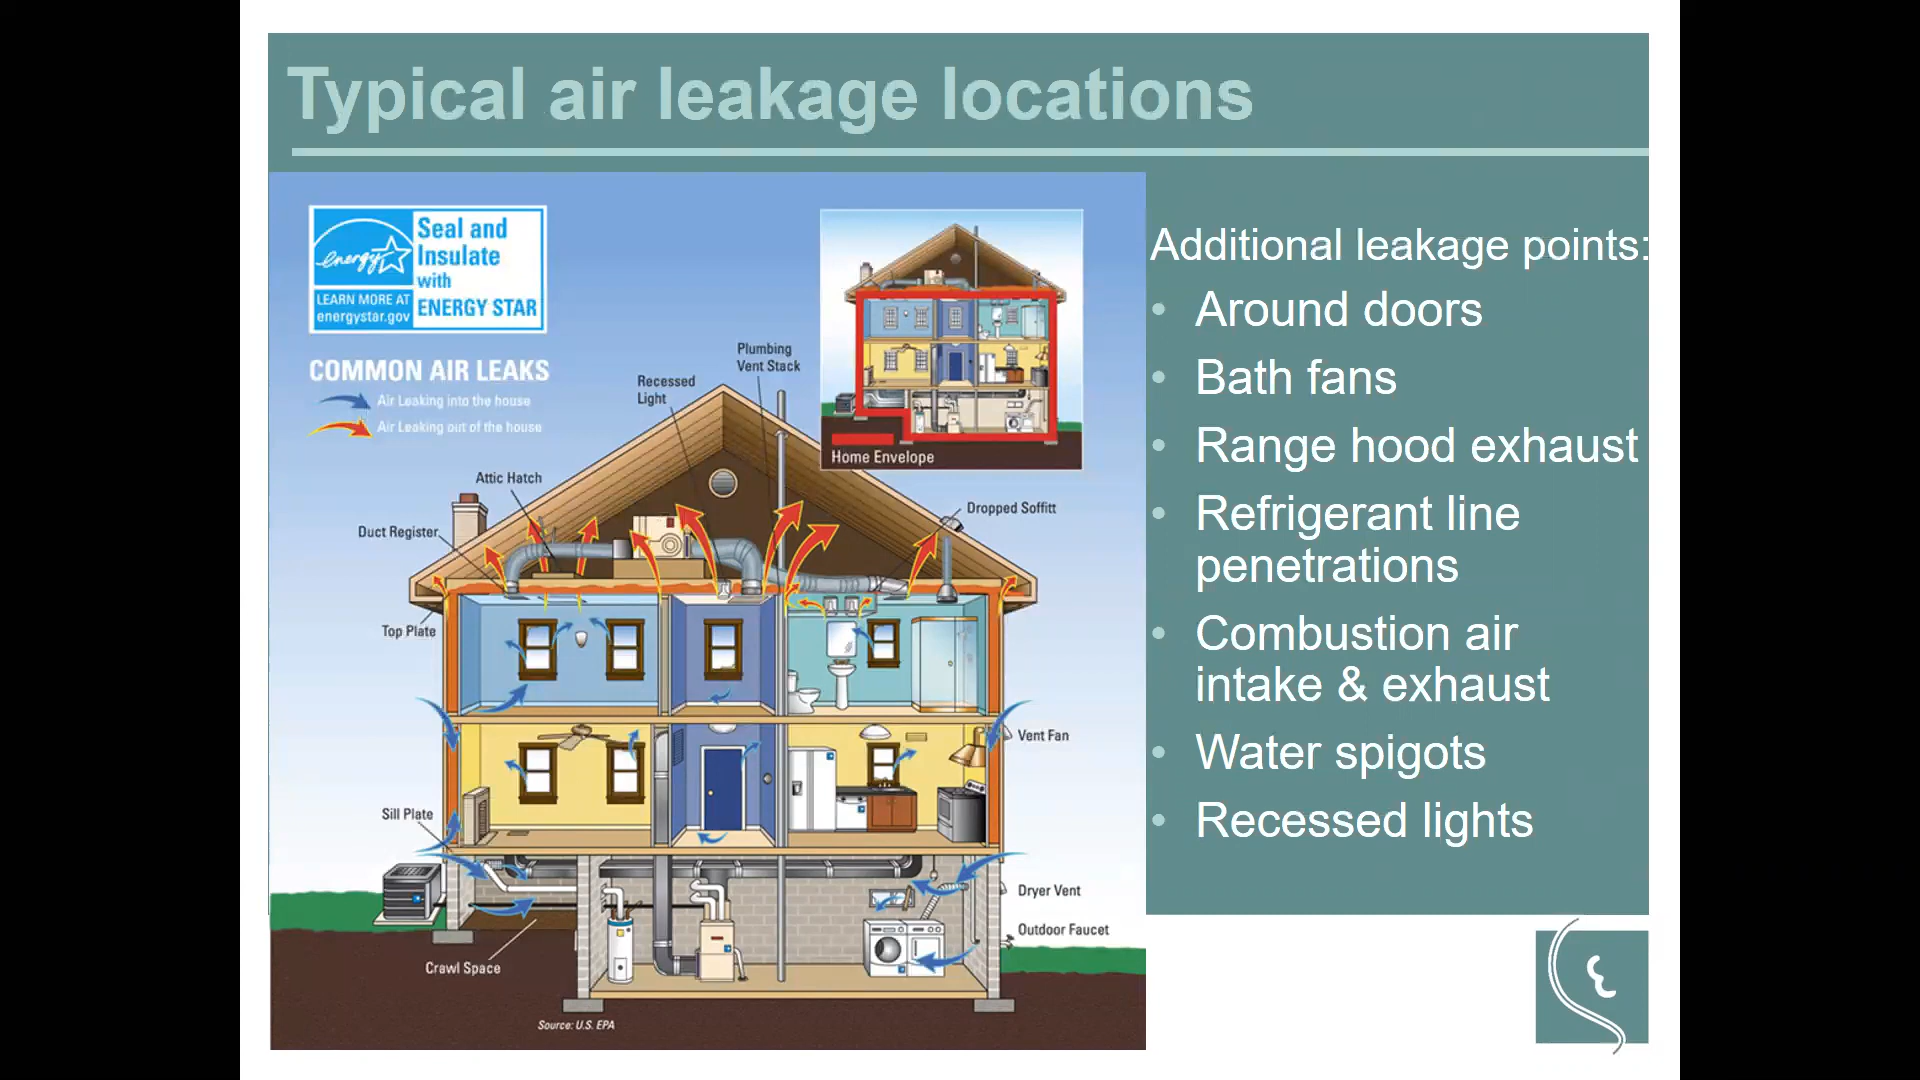 Typical air leakage locations
energy
LEARN MORE AT
energystar.gov
Seal and
Insulate
with
ENERGY STAR
COMMON AIR LEAKS
Air Leaking into the house
Air Leaking out of the house
Plumbing
Vent Stack
Recessed
Light
Home Envelope
Attic Hatch
Dropped Soffitt
Duct Register
Top Plate
Vent Fan
Sill Plate
Dryer Vent
Outdoor Faucet
Crawl Space
Source: U.S. EPA
Additional leakage points:
• Around doors
• Bath fans
• Range hood exhaust
• Refrigerant line
penetrations
• Combustion air
intake & exhaust
• Water spigots
• Recessed lights